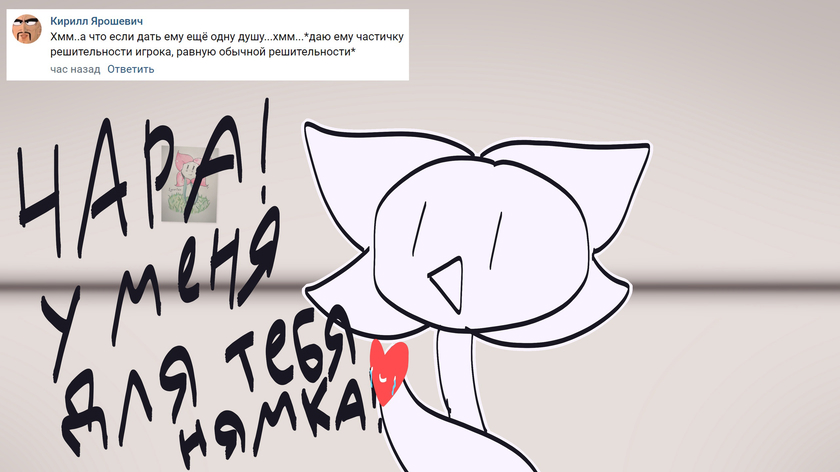 Кирилл Ярошевич
Хмм..а что если дать ему ещё одну душу...хмм...*даю ему частичку
решительности игрока, равную обычной решительности*
час назад Ответить
ЧАРА!
У меня
для тебя
нямка!